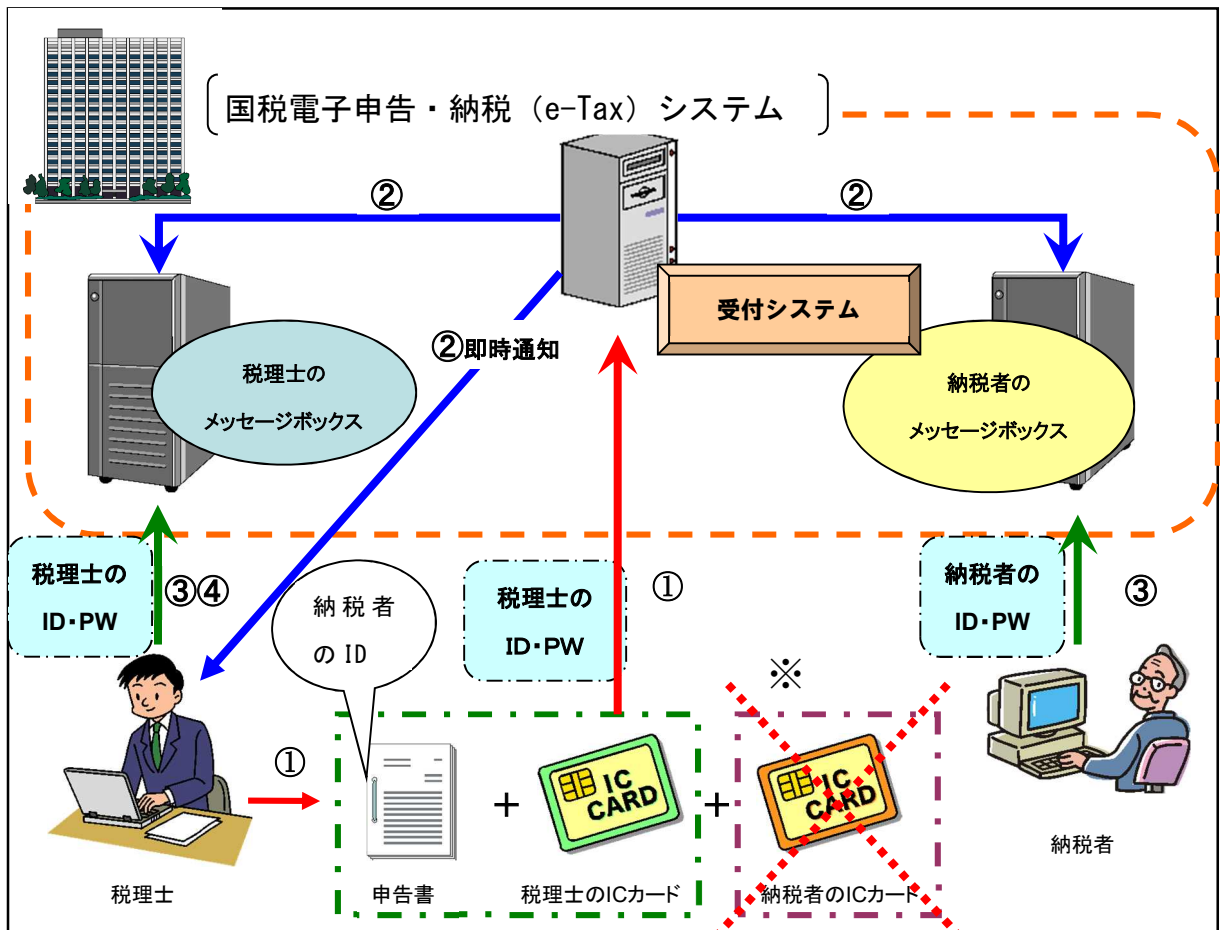 国税電子申告・納税（e-Tax）システム
②
②
受付システム
②即時通知
税理士の
メッセージボックス
納税者の
メッセージボックス
税理士の
ID・PW
③④
納税者
のID
税理士の
ID・PW
①
納税者の
ID・PW
③
※
①
IC
CARD
IC
CARD
+
+
税理士
申告書
税理士のICカード
納税者のICカード
納税者